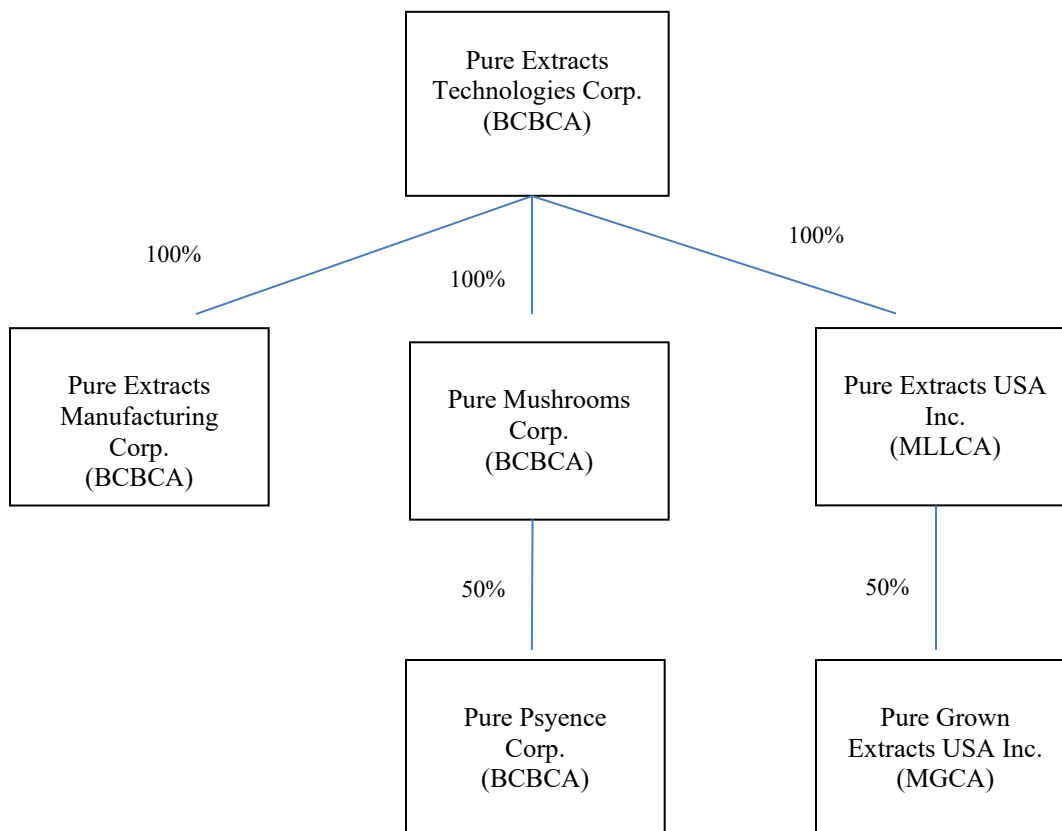 Pure Extracts
Technologies Corp.
(BCBCA)
100%
100%
100%
Pure Extracts
Manufacturing
Corp.
(BCBCA)
Pure Mushrooms
Corp.
(BCBCA)
Pure Extracts USA
Inc.
(MLLCA)
50%
50%
Pure Psyence
Corp.
(BCBCA)
Pure Grown
Extracts USA Inc.
(MGCA)